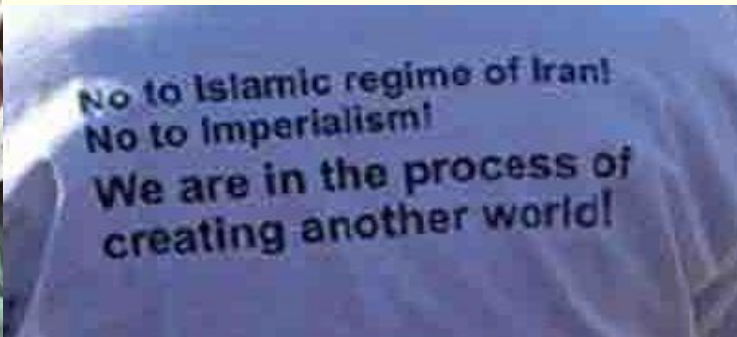 No to Islamic regime of Iran!
No to Imperialism!
We are in the process of
creating another world!